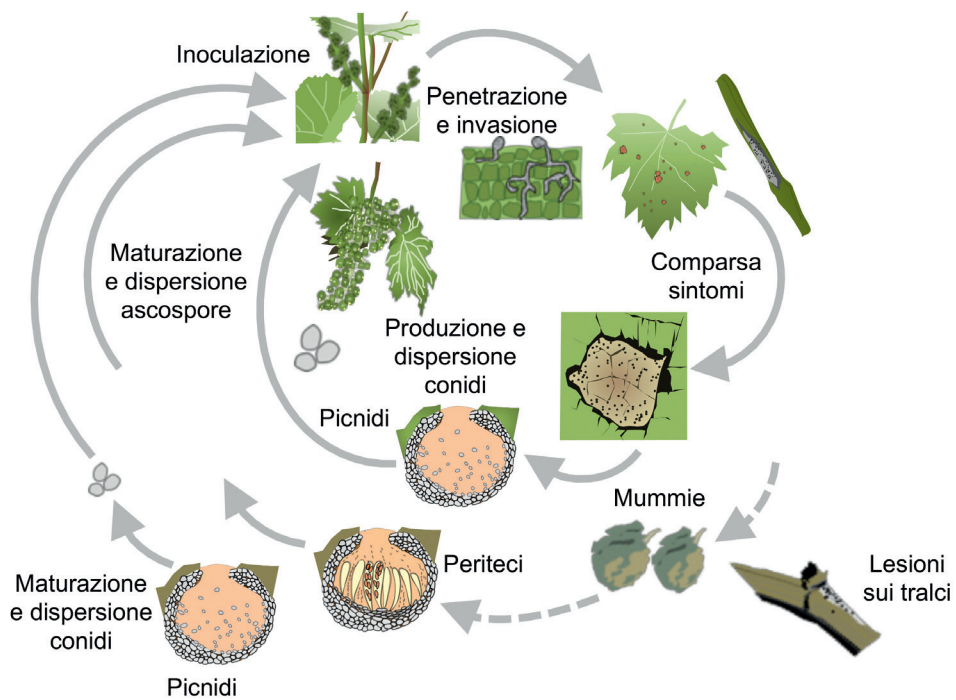 Inoculazione
Penetrazione
e invasione
Comparsa
sintomi
Maturazione
e dispersione
ascospore
Produzione e
dispersione
conidi
Picnidi
Mummie
Lesioni
sui tralci
Periteci
Maturazione
e dispersione
conidi
Picnidi